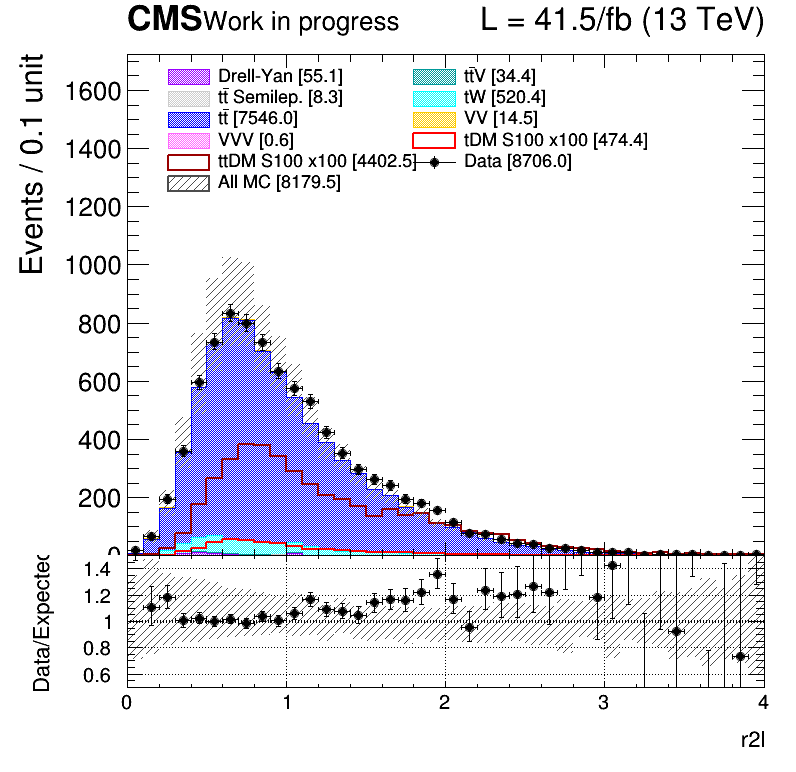 CMS Work in progress L = 41.5/fb (13 TeV)
Events / 0.1 unit
Drell-Yan [55.1]
tt̄V [34.4]
tt̄ Semilep. [8.3]
tW [520.4]
tt̄ [7546.0]
VV [14.5]
VVV [0.6]
tDM S100 x100 [474.4]
ttDM S100 x100 [4402.5]
Data [8706.0]
All MC [8179.5]
1600
1400
1200
1000
800
600
400
200
0
Data/Expected
1.4
1.2
1
0.8
0.6
0 1 2 3 4
r2l